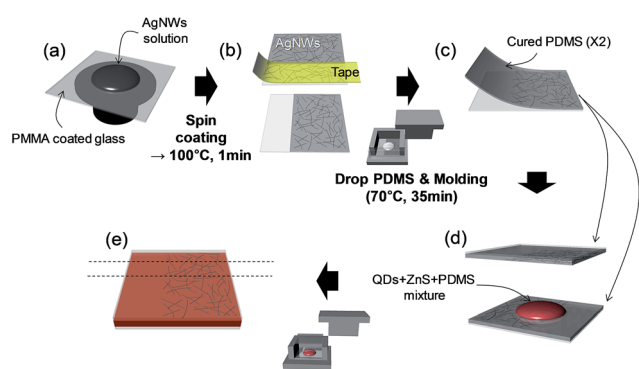 (a)
AgNWs
solution
PMMA coated glass
Spin
coating
→ 100°C, 1min
(b)
AgNWs
Tape
Drop PDMS & Molding
(70°C, 35min)
(c)
Cured PDMS (X2)
(d)
QDs+ZnS+PDMS
mixture
(e)